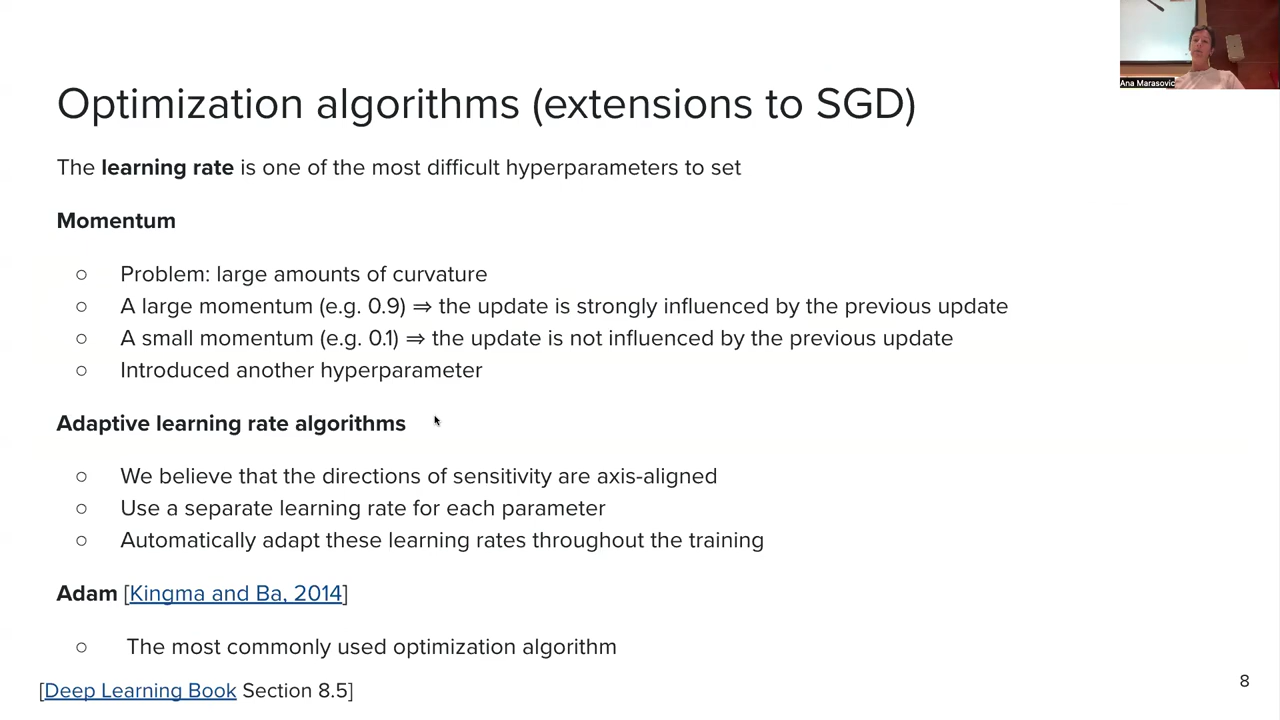 Ana Marasovic
Optimization algorithms (extensions to SGD)
The learning rate is one of the most difficult hyperparameters to set
Momentum
○ Problem: large amounts of curvature
○ A large momentum (e.g. 0.9) ⇒ the update is strongly influenced by the previous update
○ A small momentum (e.g. 0.1) ⇒ the update is not influenced by the previous update
○ Introduced another hyperparameter
Adaptive learning rate algorithms
○ We believe that the directions of sensitivity are axis-aligned
○ Use a separate learning rate for each parameter
○ Automatically adapt these learning rates throughout the training
Adam [Kingma and Ba, 2014]
○ The most commonly used optimization algorithm
[Deep Learning Book Section 8.5]
8